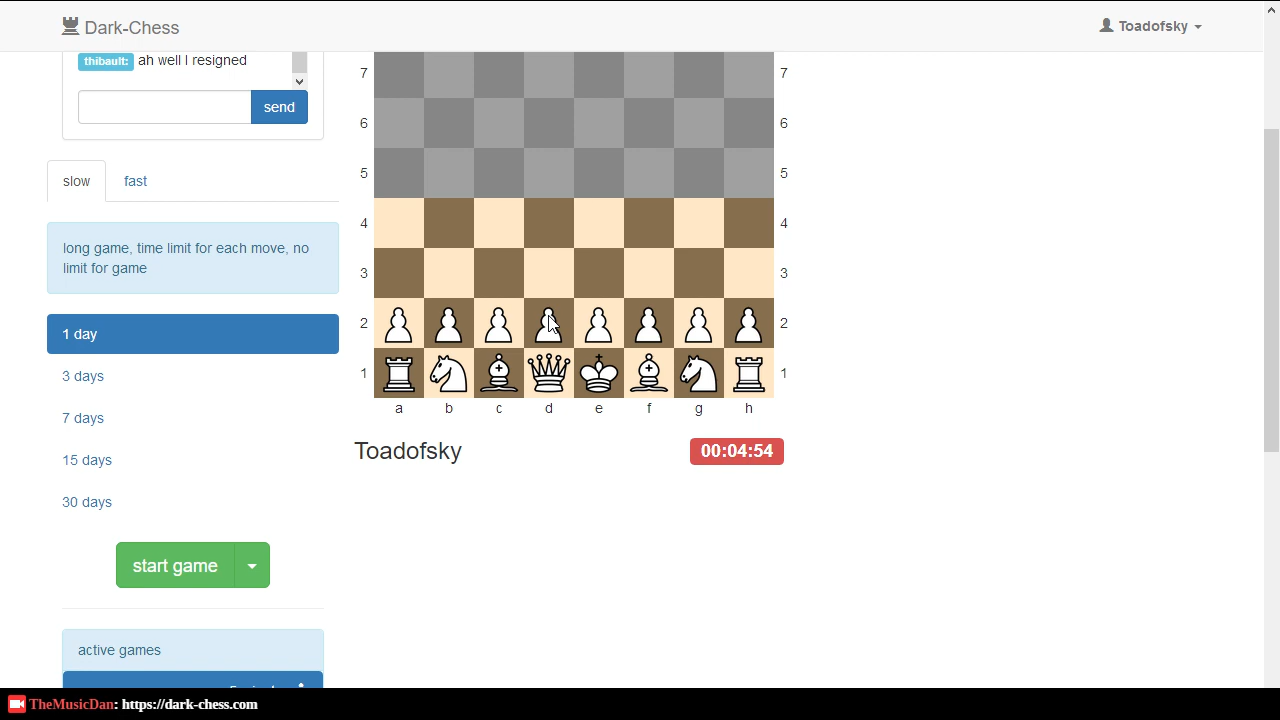 Dark-Chess
Toadofsky
thibault: ah well I resigned
send
slow
fast
long game, time limit for each move, no
limit for game
1 day
3 days
7 days
15 days
30 days
start game
active games
7 7
6 6
5 5
4 4
3 3
2 2
1 1
a b c d e f g h
Toadofsky
00:04:54
TheMusicDan: https://dark-chess.com